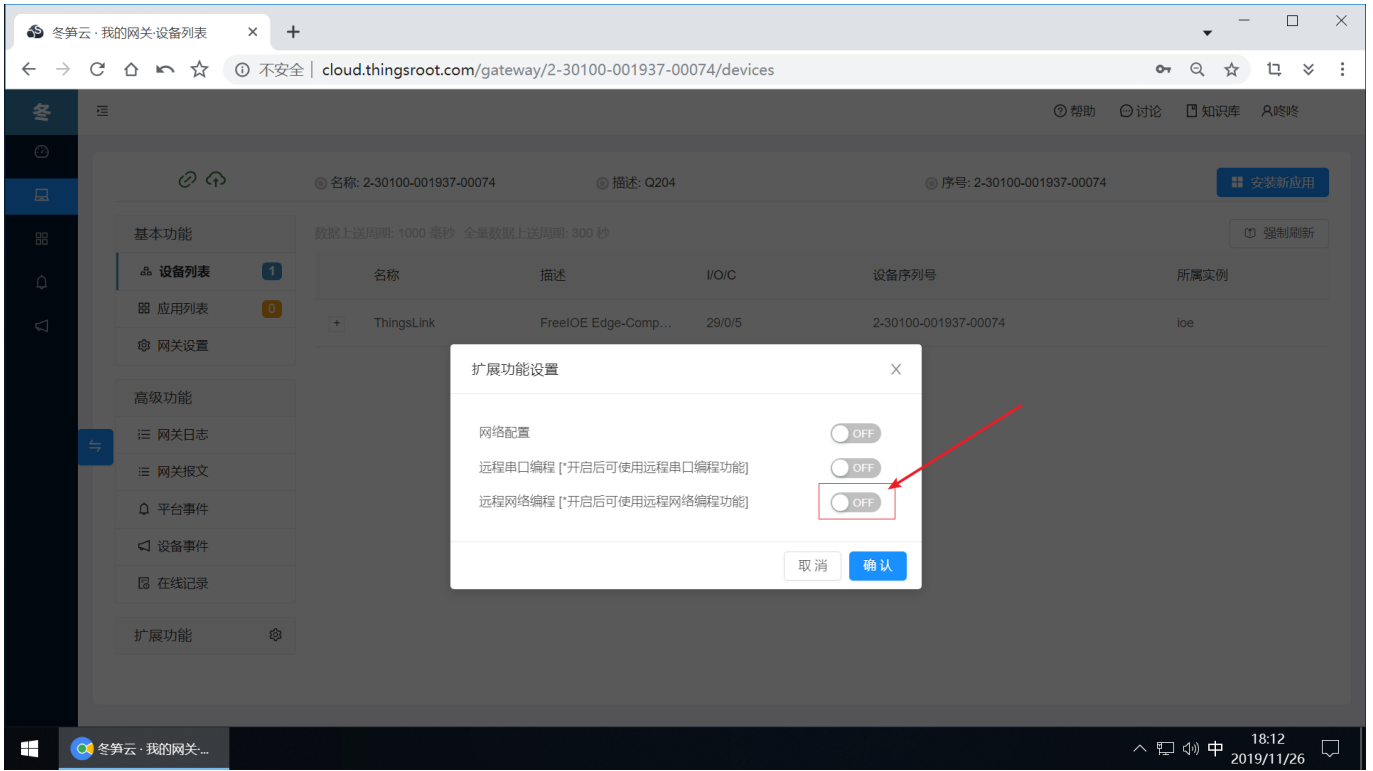 冬笋云 · 我的网关·设备列表
不安全 | cloud.thingsroot.com/gateway/2-30100-001937-00074/devices
冬
帮助 讨论 知识库 咚咚
名称: 2-30100-001937-00074 描述: Q204 序号: 2-30100-001937-00074 安装新应用
基本功能
数据上送周期: 1000 毫秒 全量数据上送周期: 300 秒 强制刷新
设备列表 1
名称 描述 I/O/C 设备序列号 所属实例
应用列表 0
+ ThingsLink FreeIOE Edge-Comp... 29/0/5 2-30100-001937-00074 ioe
网关设置
扩展功能设置
高级功能
网关日志
网络配置 OFF
网关报文
远程串口编程 [*开启后可使用远程串口编程功能] OFF
远程网络编程 [*开启后可使用远程网络编程功能] OFF
平台事件
设备事件
取 消 确 认
在线记录
扩展功能
冬笋云 · 我的网关·...
中
18:12
2019/11/26